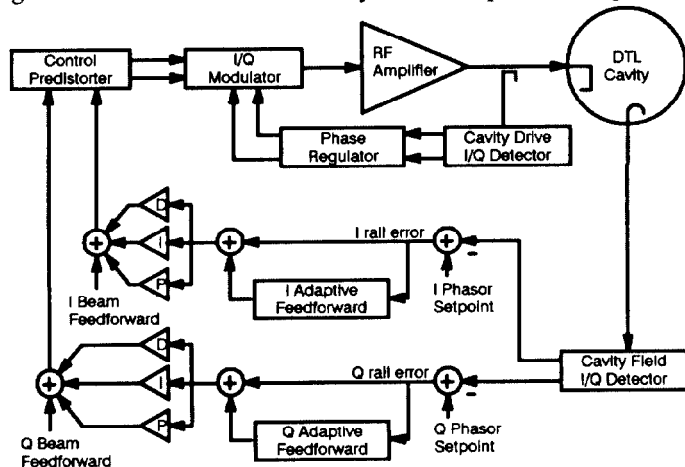 Control
Predistorter
I/Q
Modulator
RF
Amplifier
DTL
Cavity
Phase
Regulator
Cavity Drive
I/Q Detector
D
I
P
+
+
I rail error
+
-
I Adaptive
Feedforward
I Phasor
Setpoint
I Beam
Feedforward
D
I
P
+
+
Q rail error
+
-
Cavity Field
I/Q Detector
Q Adaptive
Feedforward
Q Phasor
Setpoint
Q Beam
Feedforward